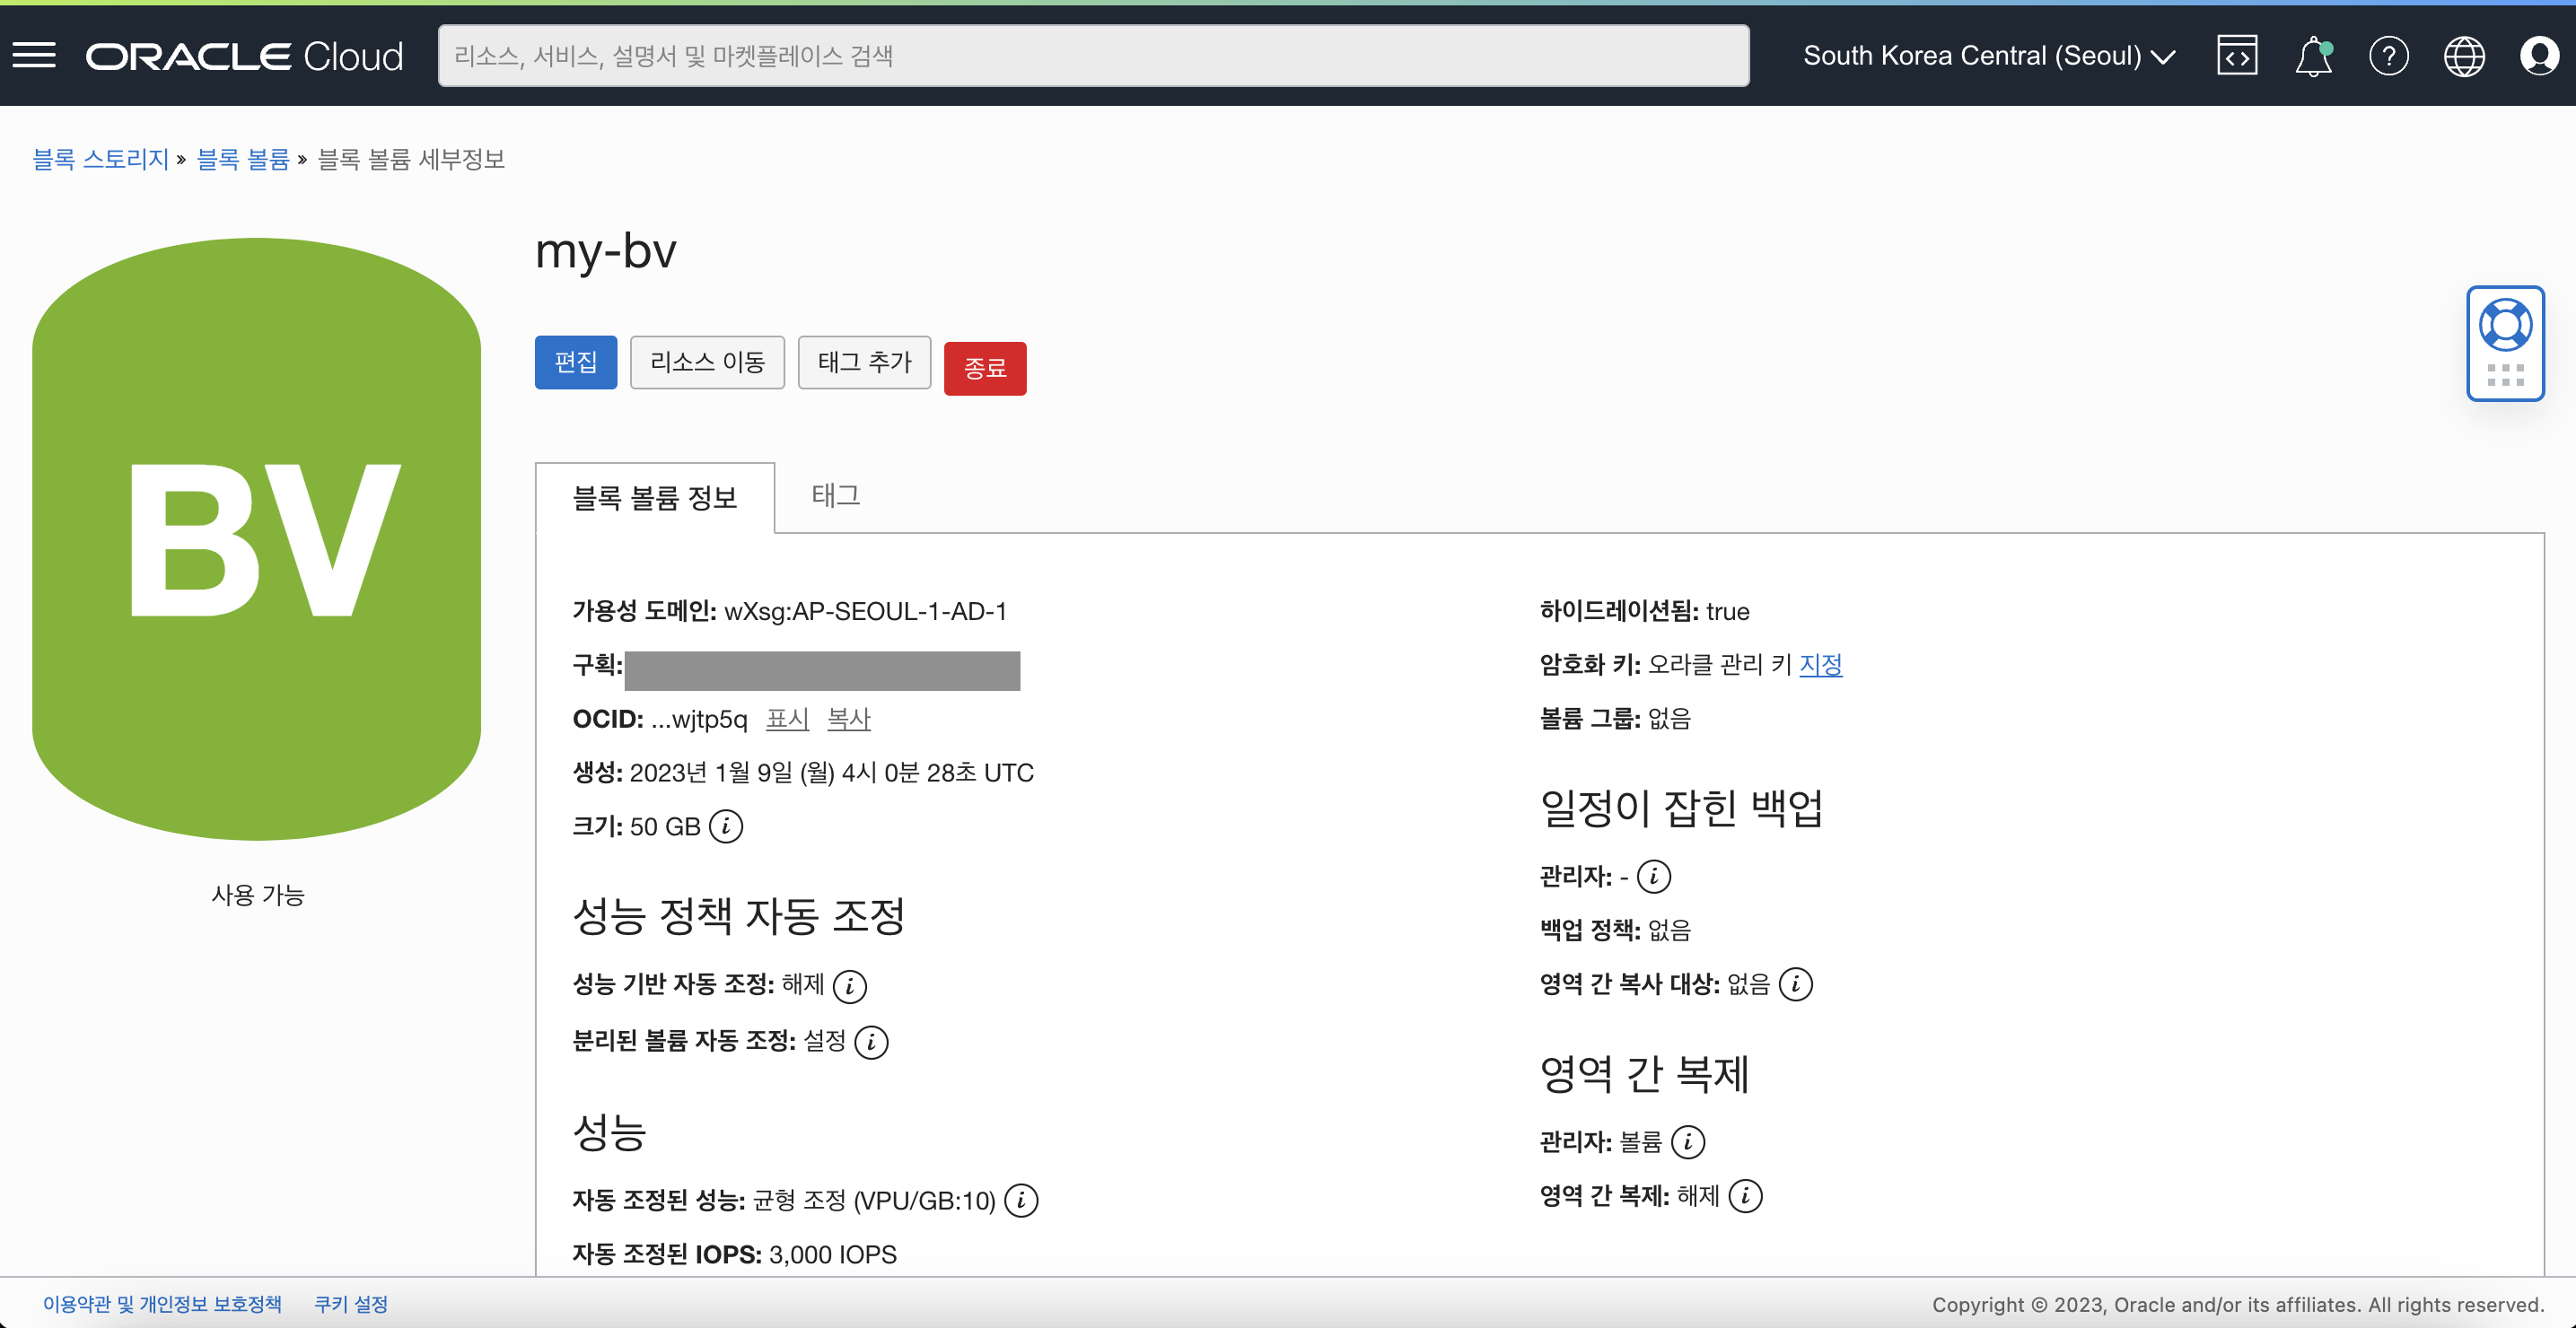 ORACLE Cloud
리소스, 서비스, 설명서 및 마켓플레이스 검색
South Korea Central (Seoul)
블록 스토리지 » 블록 볼륨 » 블록 볼륨 세부정보
BV
사용 가능
my-bv
편집
리소스 이동
태그 추가
종료
블록 볼륨 정보
태그
가용성 도메인: wXsg:AP-SEOUL-1-AD-1
구획:
OCID: ...wjtp5q 표시 복사
생성: 2023년 1월 9일 (월) 4시 0분 28초 UTC
크기: 50 GB
성능 정책 자동 조정
성능 기반 자동 조정: 해제
분리된 볼륨 자동 조정: 설정
성능
자동 조정된 성능: 균형 조정 (VPU/GB:10)
자동 조정된 IOPS: 3,000 IOPS
하이드레이션됨: true
암호화 키: 오라클 관리 키 지정
볼륨 그룹: 없음
일정이 잡힌 백업
관리자: -
백업 정책: 없음
영역 간 복사 대상: 없음
영역 간 복제
관리자: 볼륨
영역 간 복제: 해제
이용약관 및 개인정보 보호정책
쿠키 설정
Copyright © 2023, Oracle and/or its affiliates. All rights reserved.